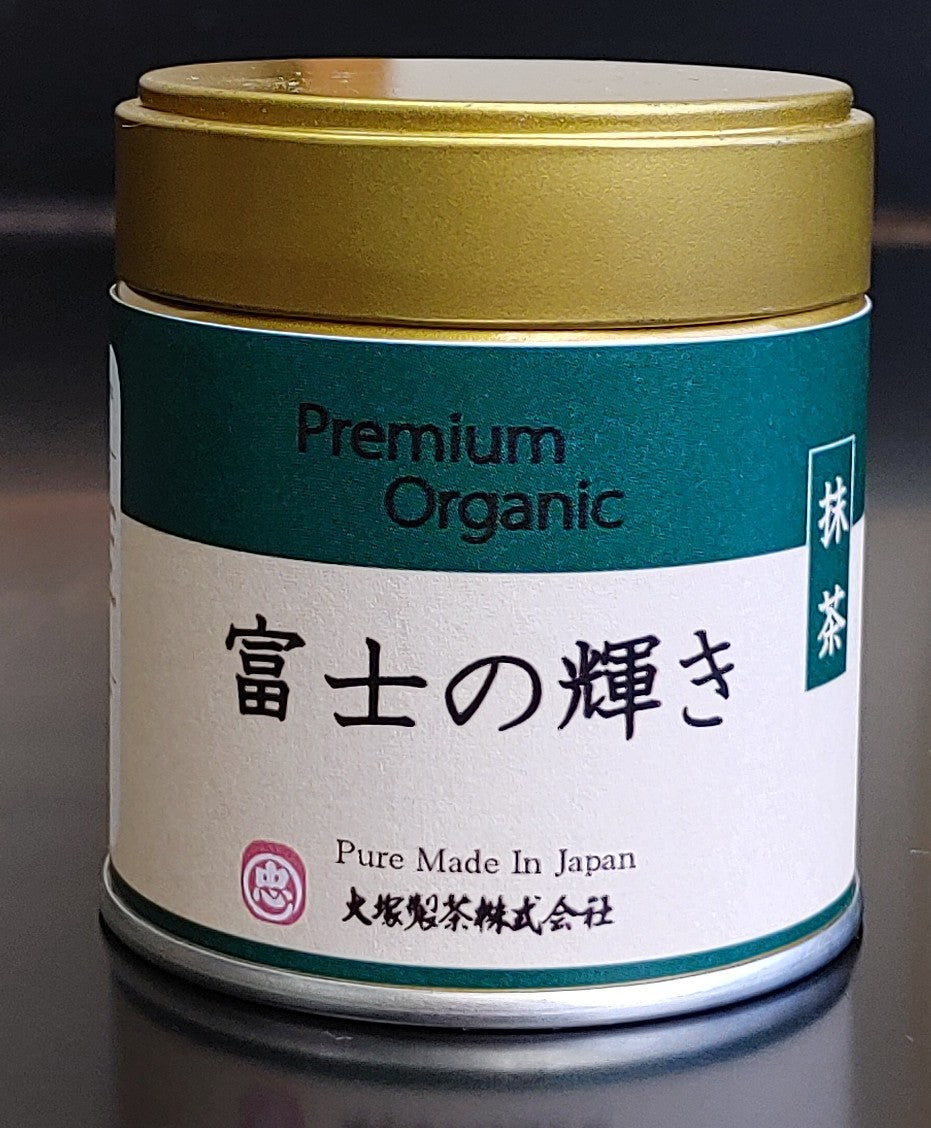 Premium
Organic
抹茶
富士の輝き
Pure Made In Japan
大塚製茶株式会社